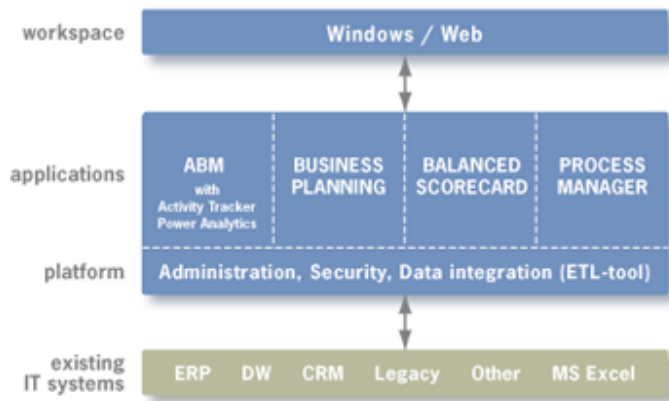 workspace
Windows / Web
applications
ABM
with
Activity Tracker
Power Analytics
BUSINESS
PLANNING
BALANCED
SCORECARD
PROCESS
MANAGER
platform
Administration, Security, Data integration (ETL-tool)
existing
IT systems
ERP DW CRM Legacy Other MS Excel